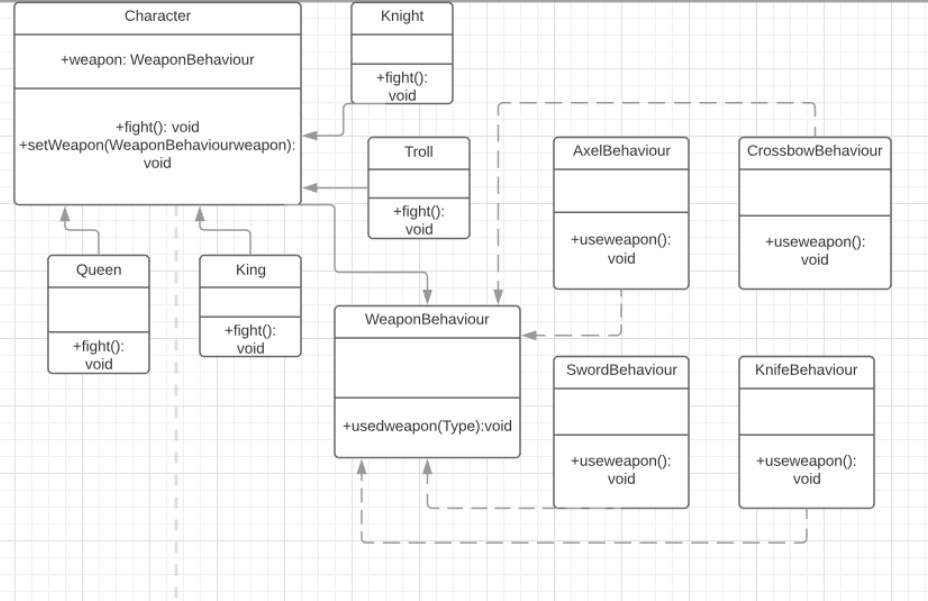 Character
+weapon: WeaponBehaviour
+fight(): void
+setWeapon(WeaponBehaviourweapon):
void
Knight
+fight():
void
Troll
+fight():
void
Queen
+fight():
void
King
+fight():
void
WeaponBehaviour
+usedweapon(Type):void
AxelBehaviour
+useweapon():
void
CrossbowBehaviour
+useweapon():
void
SwordBehaviour
+useweapon():
void
KnifeBehaviour
+useweapon():
void